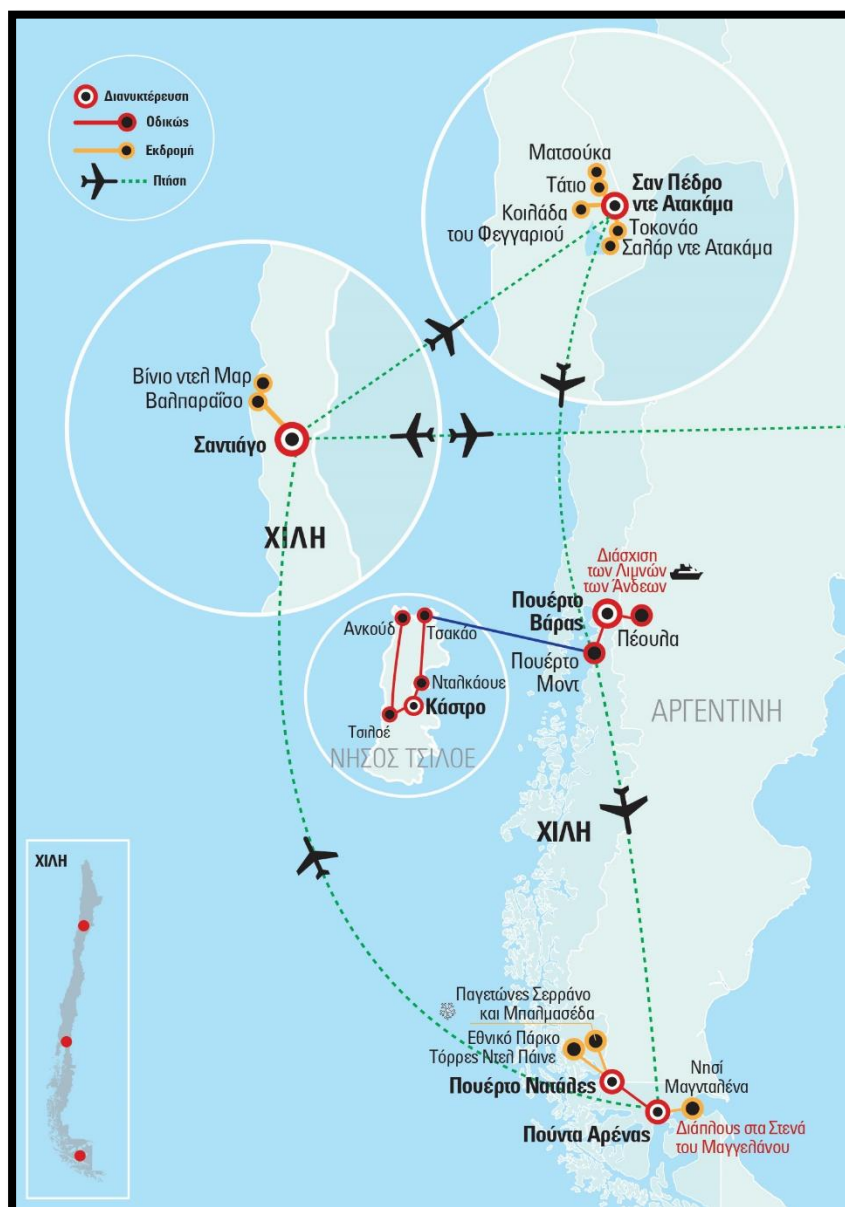 Διανυκτέρευση
Οδικώς
Εκδρομή
Πτήση
Ματσούκα
Τάτιο
Κοιλάδα
του Φεγγαριού
Σαν Πέδρο
ντε Ατακάμα
Τοκονάο
Σαλάρ ντε Ατακάμα
Βίνιο ντελ Μαρ
Βαλπαραΐσο
Σαντιάγο
ΧΙΛΗ
Διάσχιση
των Λιμνών
των Άνδεων
Πουέρτο
Βάρας
Πέουλα
Πουέρτο
Μοντ
Ανκούδ
Τσακάο
Νταλκάουε
Κάστρο
Τσιλοέ
ΝΗΣΟΣ ΤΣΙΛΟΕ
ΑΡΓΕΝΤΙΝΗ
ΧΙΛΗ
ΧΙΛΗ
Παγετώνες Σερράνο
και Μπαλμασέδα
Εθνικό Πάρκο
Τόρρες Ντελ Πάινε
Πουέρτο Νατάλες
Νησί
Μαγνταλένα
Πούντα Αρένας
Διάπλους στα Στενά
του Μαγγελάνου